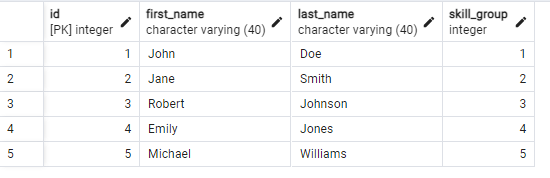 id first_name last_name skill_group
[PK] integer character varying (40) character varying (40) integer
1 1 John Doe 1
2 2 Jane Smith 2
3 3 Robert Johnson 3
4 4 Emily Jones 4
5 5 Michael Williams 5